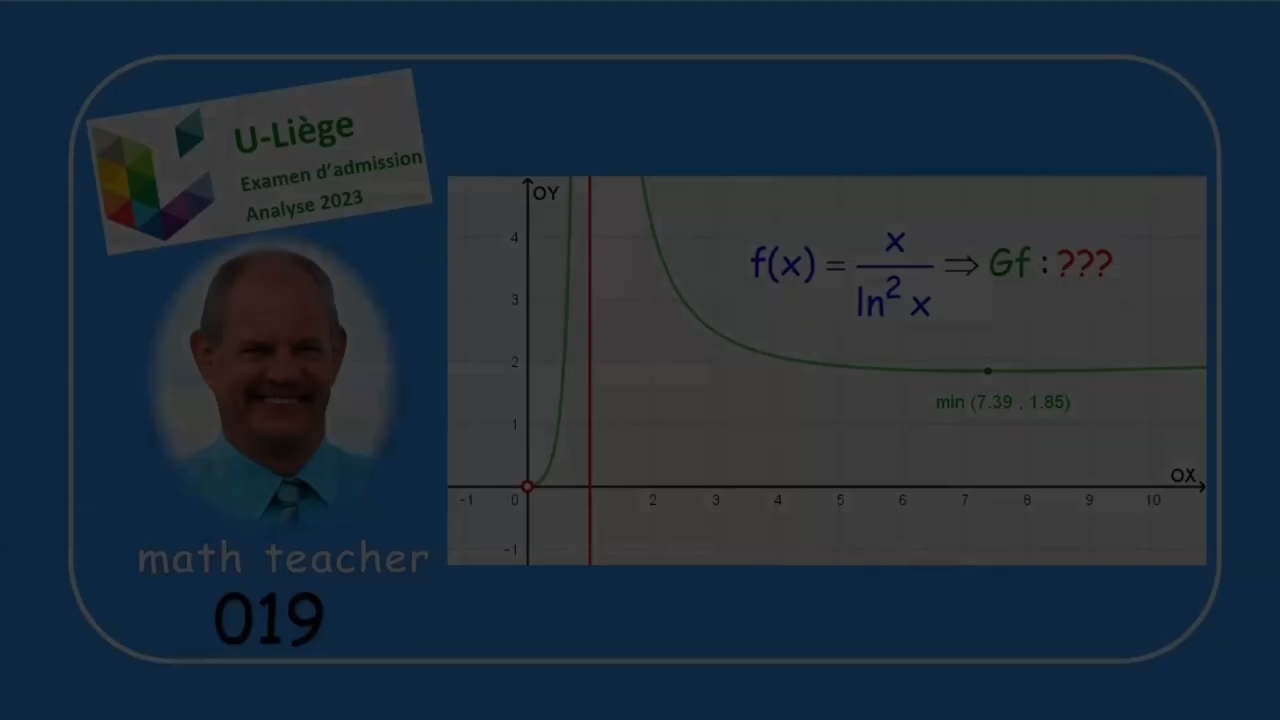 U-Liège
Examen d'admission
Analyse 2023
math teacher
019
OY
f(x) = x / ln² x ⇒ Gf : ???
4
3
2
1
min (7.39 , 1.85)
OX
-1 0 2 3 4 5 6 7 8 9 10
-1